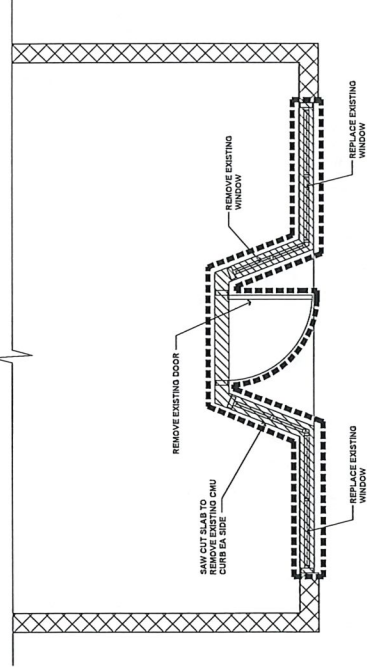 SAW CUT SLAB TO
REMOVE EXISTING CMU
CURB EA SIDE
REMOVE EXISTING DOOR
REMOVE EXISTING
WINDOW
REPLACE EXISTING
WINDOW
REPLACE EXISTING
WINDOW